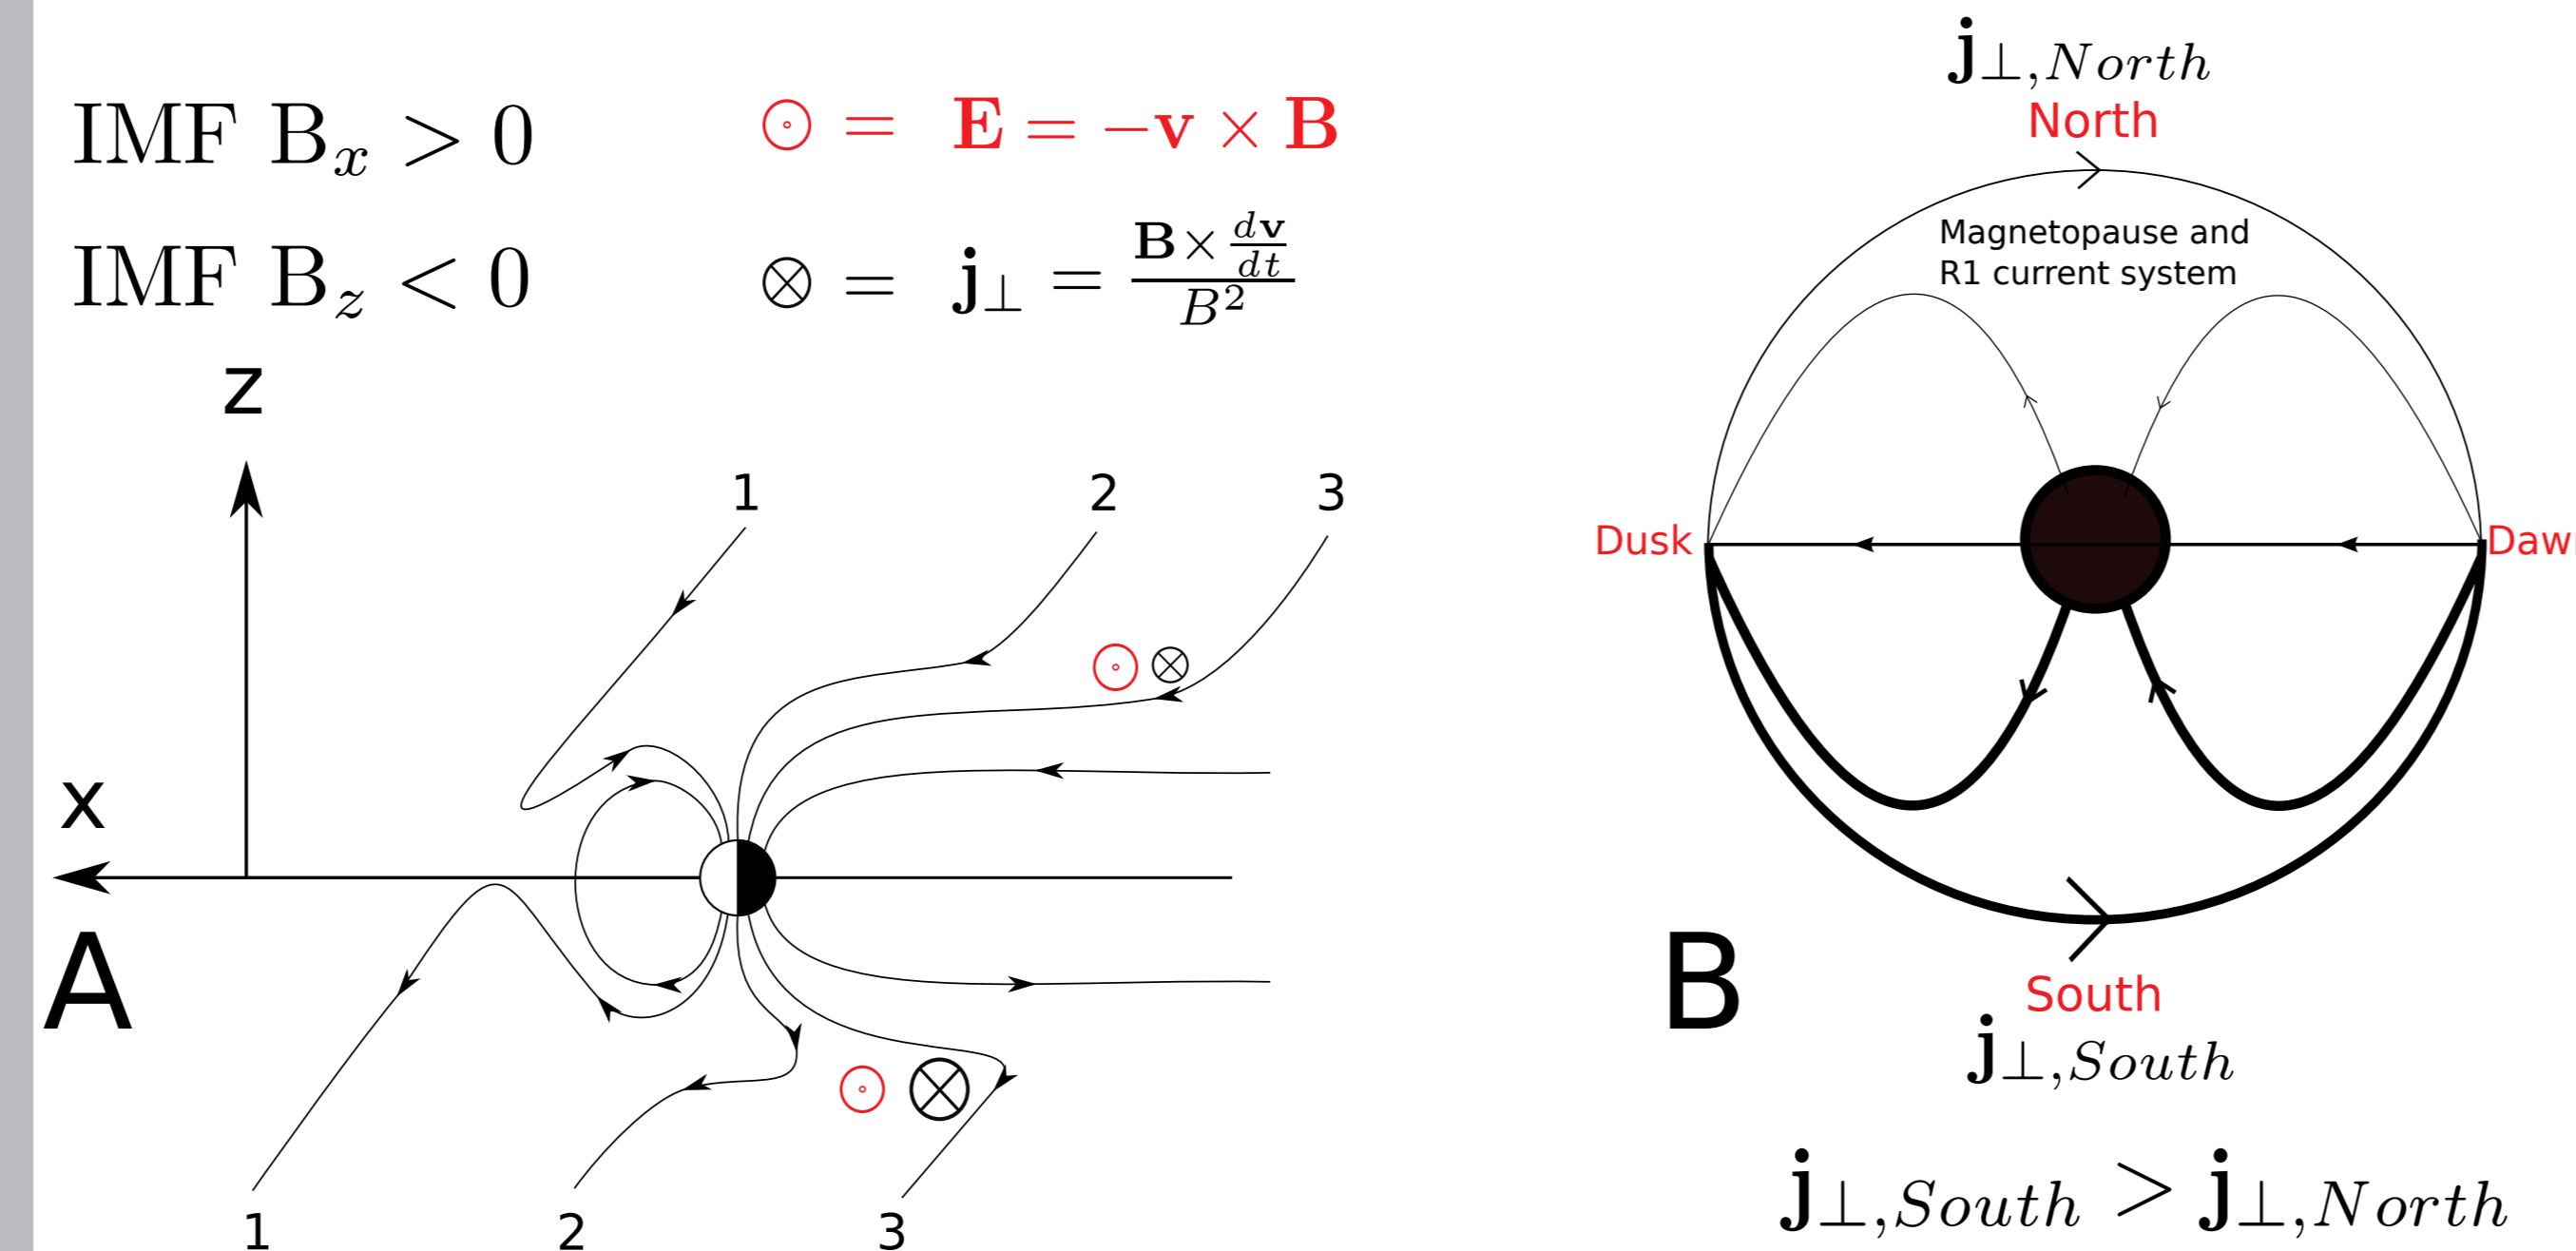 IMF Bₓ > 0
⊙ = E = −v × B
IMF B_z < 0
⊗ = j_⊥ = (B × dv/dt) / B²
z
x
1 2 3
A
1 2 3
j_⊥,North
North
Magnetopause and
R1 current system
Dusk
Daw
B
South
j_⊥,South
j_⊥,South > j_⊥,North